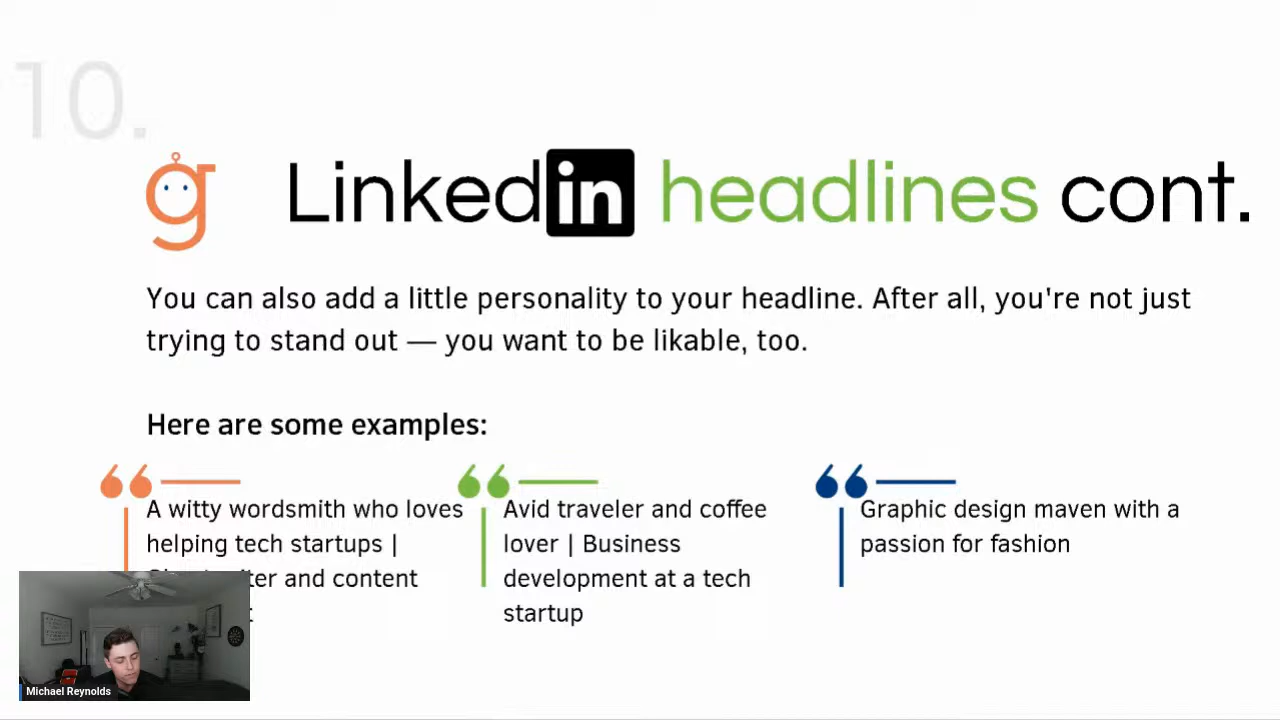 10.
g Linkedin headlines cont.
You can also add a little personality to your headline. After all, you're not just
trying to stand out — you want to be likable, too.
Here are some examples:
A witty wordsmith who loves
helping tech startups |
and content
Avid traveler and coffee
lover | Business
development at a tech
startup
Graphic design maven with a
passion for fashion
Michael Reynolds